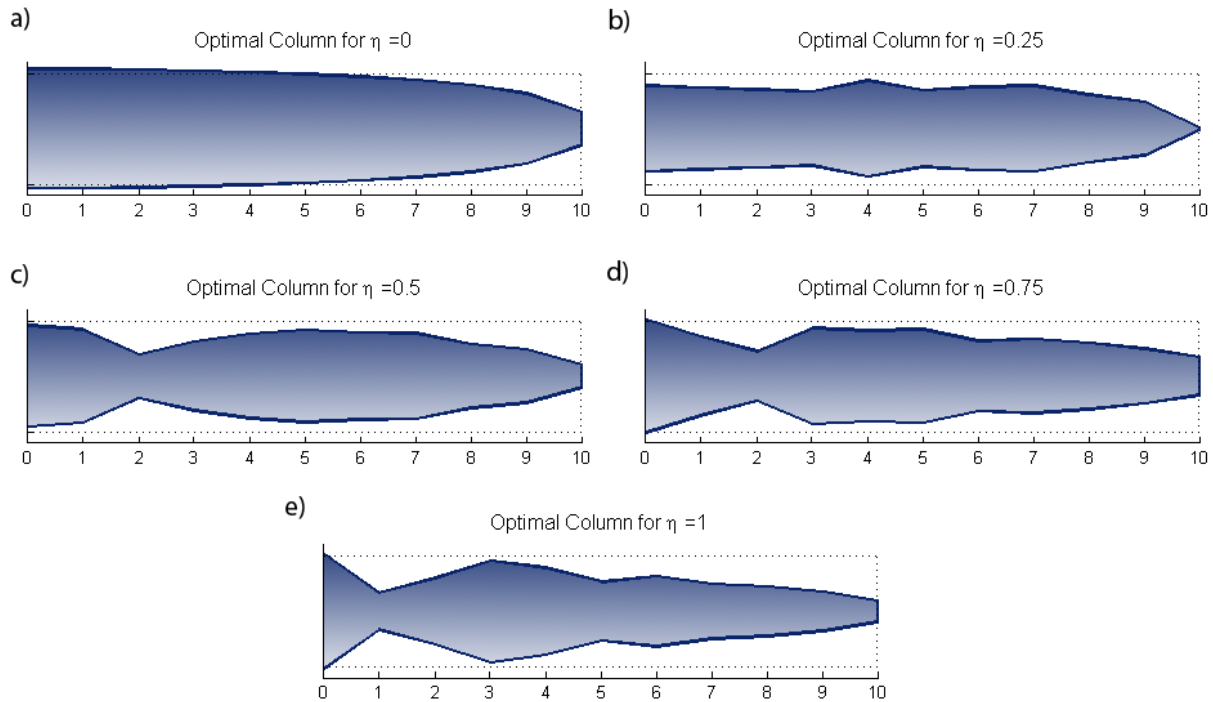 a)
Optimal Column for η =0
0 1 2 3 4 5 6 7 8 9 10
b)
Optimal Column for η =0.25
0 1 2 3 4 5 6 7 8 9 10
c)
Optimal Column for η =0.5
0 1 2 3 4 5 6 7 8 9 10
d)
Optimal Column for η =0.75
0 1 2 3 4 5 6 7 8 9 10
e)
Optimal Column for η =1
0 1 2 3 4 5 6 7 8 9 10